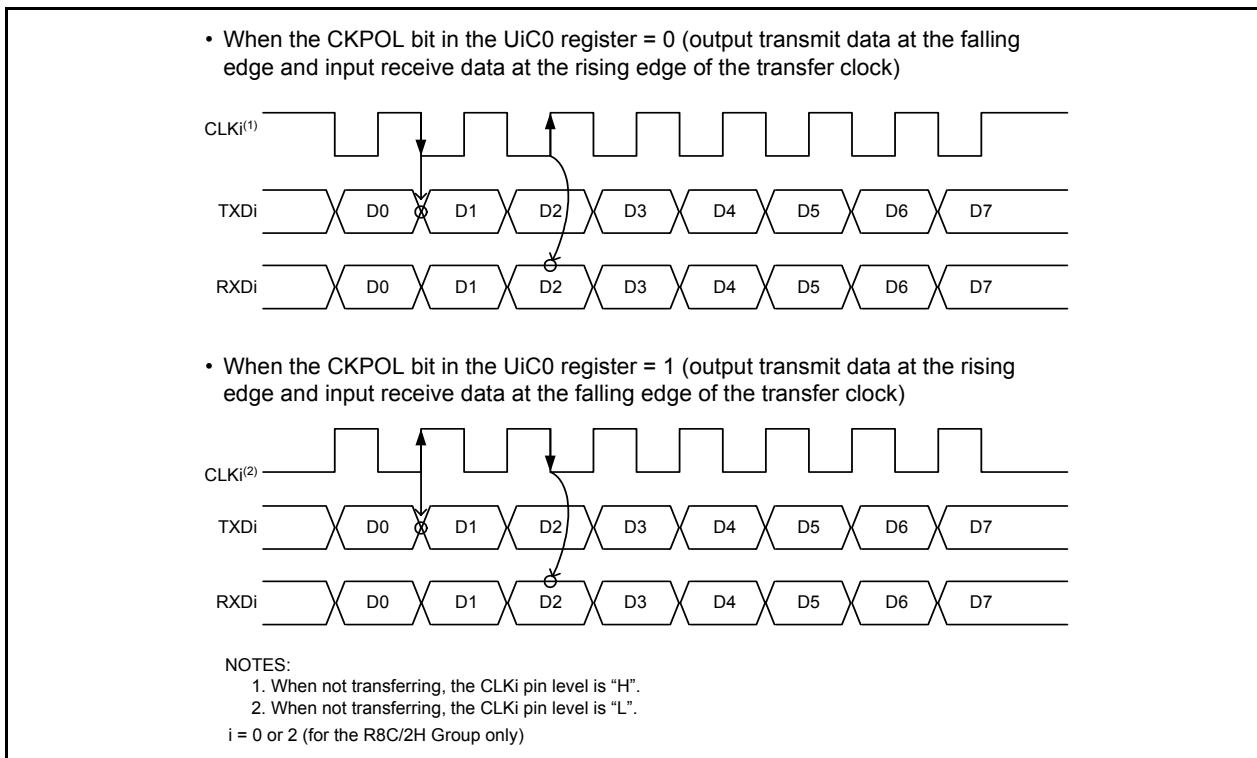 • When the CKPOL bit in the UiC0 register = 0 (output transmit data at the falling
edge and input receive data at the rising edge of the transfer clock)
CLKi(1)
TXDi D0 D1 D2 D3 D4 D5 D6 D7
RXDi D0 D1 D2 D3 D4 D5 D6 D7
• When the CKPOL bit in the UiC0 register = 1 (output transmit data at the rising
edge and input receive data at the falling edge of the transfer clock)
CLKi(2)
TXDi D0 D1 D2 D3 D4 D5 D6 D7
RXDi D0 D1 D2 D3 D4 D5 D6 D7
NOTES:
1. When not transferring, the CLKi pin level is “H”.
2. When not transferring, the CLKi pin level is “L”.
i = 0 or 2 (for the R8C/2H Group only)